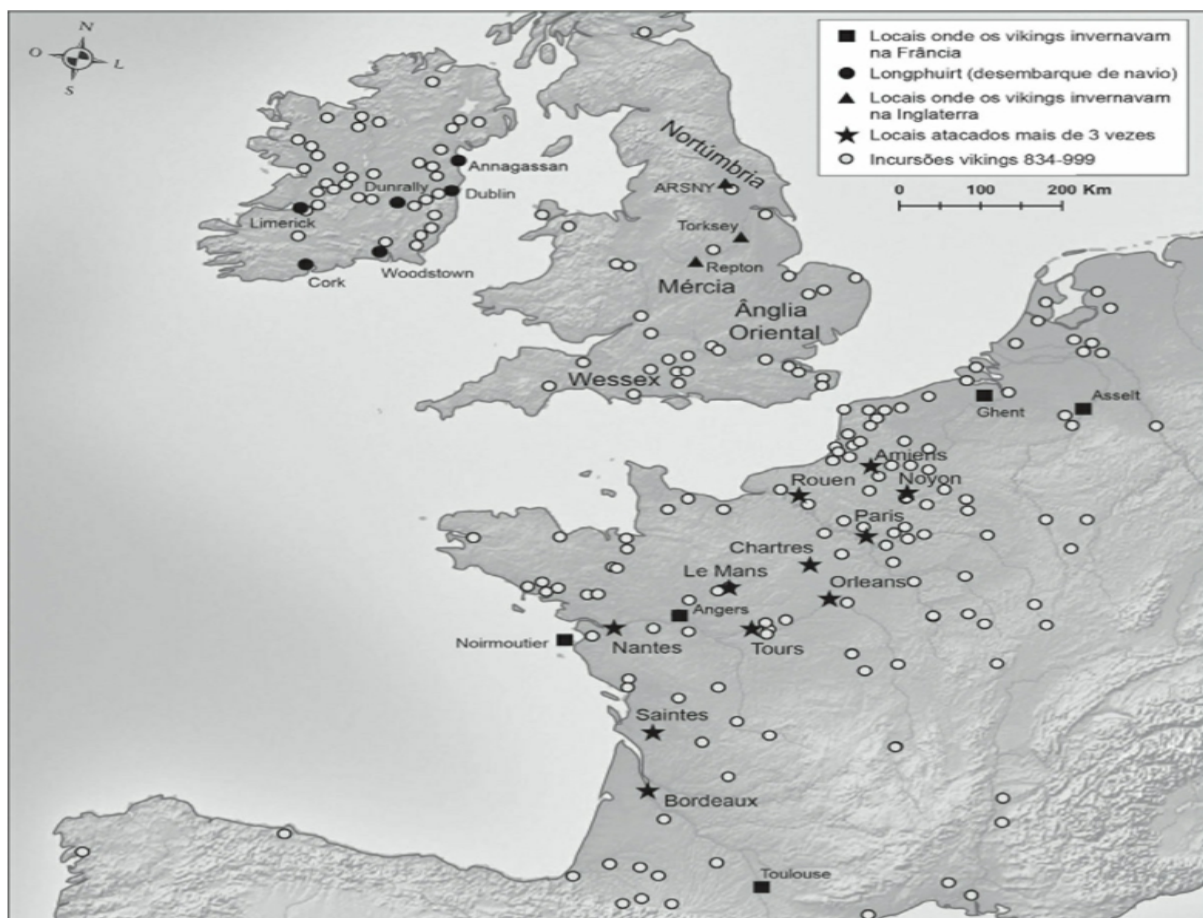 N
O
L
S
Locais onde os vikings invernavam
na Frância
Longphuirt (desembarque de navio)
Locais onde os vikings invernavam
na Inglaterra
Locais atacados mais de 3 vezes
Incursões vikings 834-999
0 100 200 Km
Nortúmbria
Annagassan
ARSNY
Dunrally
Dublin
Limerick
Torksey
Woodstown
Repton
Cork
Mércia
Ânglia
Oriental
Wessex
Ghent
Asselt
Amiens
Rouen
Noyon
Paris
Chartres
Le Mans
Orleans
Angers
Noirmoutier
Nantes
Tours
Saintes
Bordeaux
Toulouse